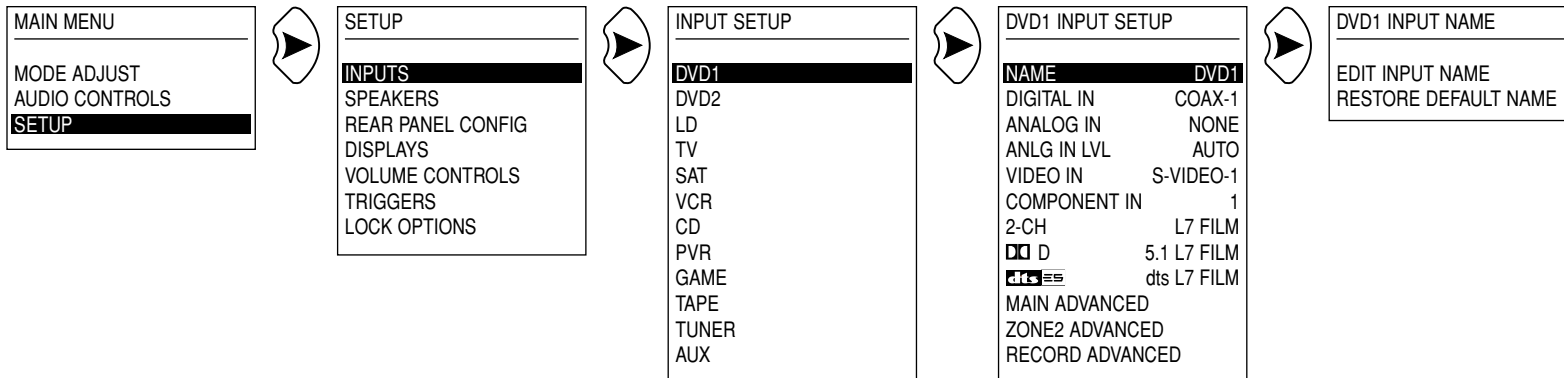 MAIN MENU
MODE ADJUST
AUDIO CONTROLS
SETUP
SETUP
INPUTS
SPEAKERS
REAR PANEL CONFIG
DISPLAYS
VOLUME CONTROLS
TRIGGERS
LOCK OPTIONS
INPUT SETUP
DVD1
DVD2
LD
TV
SAT
VCR
CD
PVR
GAME
TAPE
TUNER
AUX
DVD1 INPUT SETUP
NAME DVD1
DIGITAL IN COAX-1
ANALOG IN NONE
ANLG IN LVL AUTO
VIDEO IN S-VIDEO-1
COMPONENT IN 1
2-CH L7 FILM
D 5.1 L7 FILM
dts ES dts L7 FILM
MAIN ADVANCED
ZONE2 ADVANCED
RECORD ADVANCED
DVD1 INPUT NAME
EDIT INPUT NAME
RESTORE DEFAULT NAME